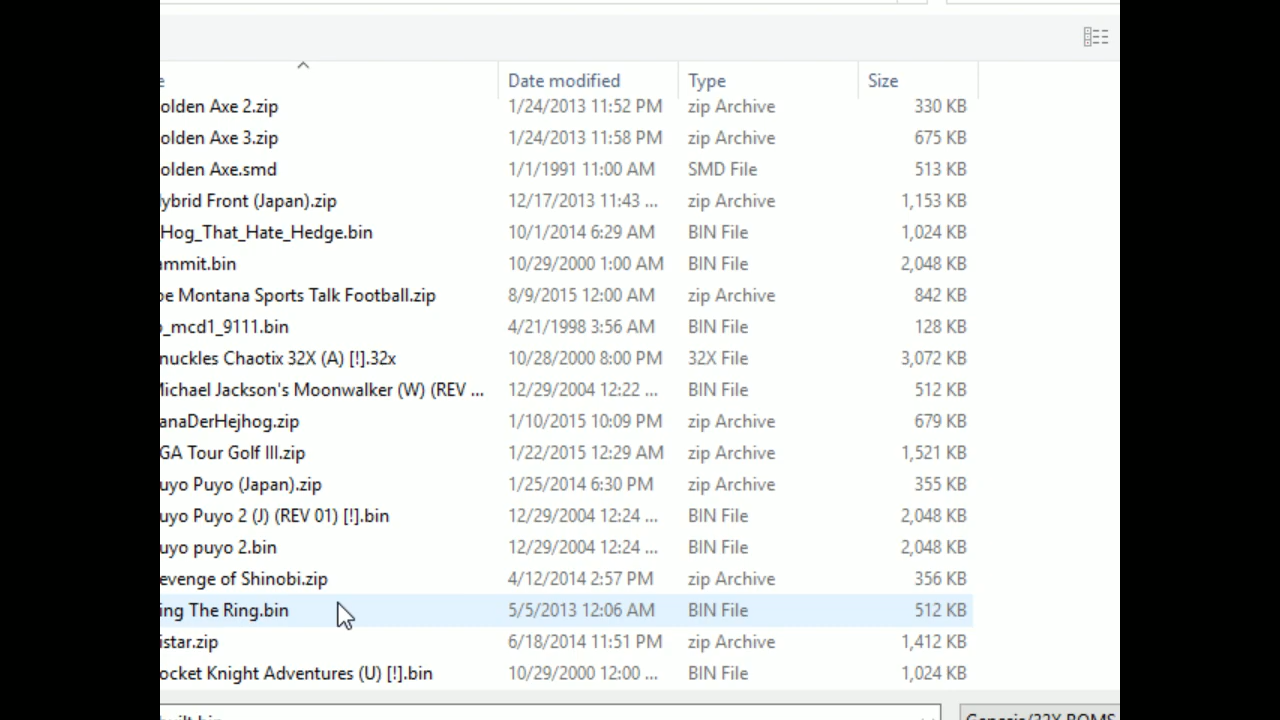 e Date modified Type Size
olden Axe 2.zip 1/24/2013 11:52 PM zip Archive 330 KB
olden Axe 3.zip 1/24/2013 11:58 PM zip Archive 675 KB
olden Axe.smd 1/1/1991 11:00 AM SMD File 513 KB
ybrid Front (Japan).zip 12/17/2013 11:43 ... zip Archive 1,153 KB
Hog_That_Hate_Hedge.bin 10/1/2014 6:29 AM BIN File 1,024 KB
ammit.bin 10/29/2000 1:00 AM BIN File 2,048 KB
oe Montana Sports Talk Football.zip 8/9/2015 12:00 AM zip Archive 842 KB
p_mcd1_9111.bin 4/21/1998 3:56 AM BIN File 128 KB
nuckles Chaotix 32X (A) [!].32x 10/28/2000 8:00 PM 32X File 3,072 KB
Michael Jackson's Moonwalker (W) (REV ... 12/29/2004 12:22 ... BIN File 512 KB
anaDerHejhog.zip 1/10/2015 10:09 PM zip Archive 679 KB
GA Tour Golf III.zip 1/22/2015 12:29 AM zip Archive 1,521 KB
uyo Puyo (Japan).zip 1/25/2014 6:30 PM zip Archive 355 KB
uyo Puyo 2 (J) (REV 01) [!].bin 12/29/2004 12:24 ... BIN File 2,048 KB
uyo puyo 2.bin 12/29/2004 12:24 ... BIN File 2,048 KB
evenge of Shinobi.zip 4/12/2014 2:57 PM zip Archive 356 KB
ing The Ring.bin 5/5/2013 12:06 AM BIN File 512 KB
istar.zip 6/18/2014 11:51 PM zip Archive 1,412 KB
ocket Knight Adventures (U) [!].bin 10/29/2000 12:00 ... BIN File 1,024 KB
Genesis/32X ROMS